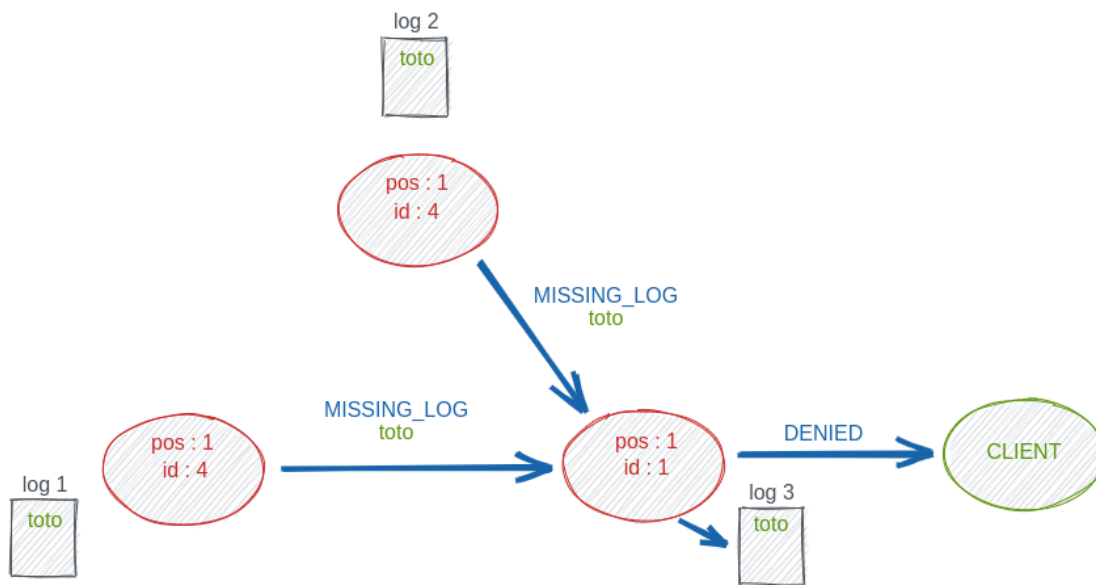 log 2
toto
pos : 1
id : 4
MISSING_LOG
toto
MISSING_LOG
toto
pos : 1
id : 4
pos : 1
id : 1
DENIED
CLIENT
log 1
toto
log 3
toto